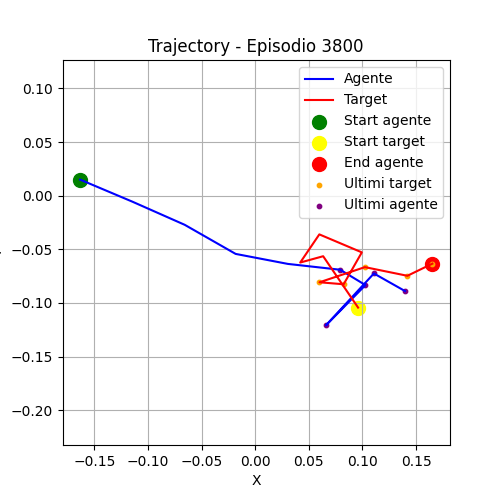 Trajectory - Episodio 3800
Agente
Target
Start agente
Start target
End agente
Ultimi target
Ultimi agente
0.10
0.05
0.00
−0.05
−0.10
−0.15
−0.20
−0.15
−0.10
−0.05
0.00
0.05
0.10
0.15
X